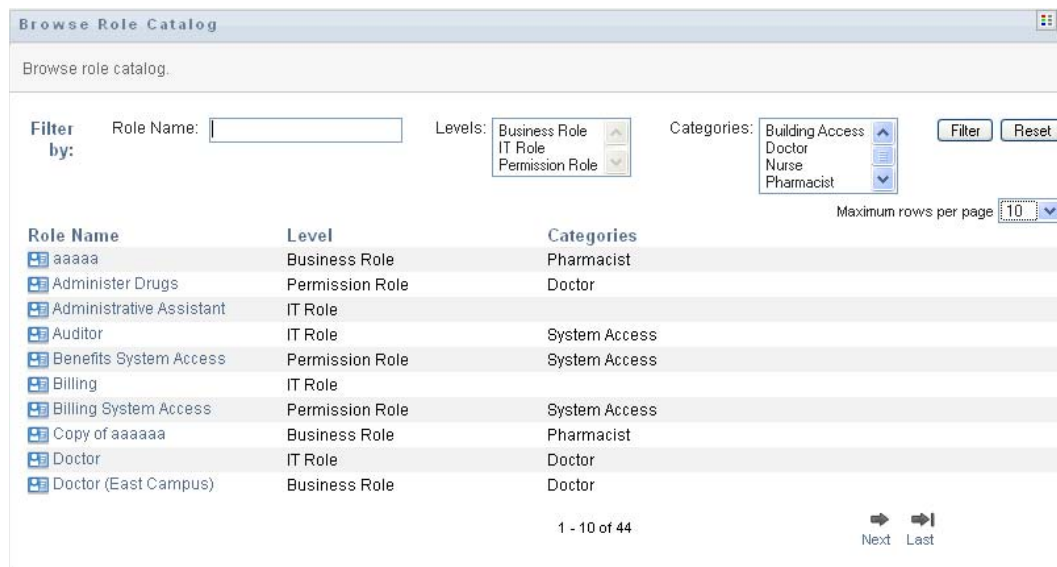 Browse Role Catalog
Browse role catalog.
Filter by:
Role Name:
Levels:
Business Role
IT Role
Permission Role
Categories:
Building Access
Doctor
Nurse
Pharmacist
Filter Reset
Maximum rows per page 10
Role Name Level Categories
aaaaa Business Role Pharmacist
Administer Drugs Permission Role Doctor
Administrative Assistant IT Role
Auditor IT Role System Access
Benefits System Access Permission Role System Access
Billing IT Role
Billing System Access Permission Role System Access
Copy of aaaaaa Business Role Pharmacist
Doctor IT Role Doctor
Doctor (East Campus) Business Role Doctor
1 - 10 of 44
Next Last